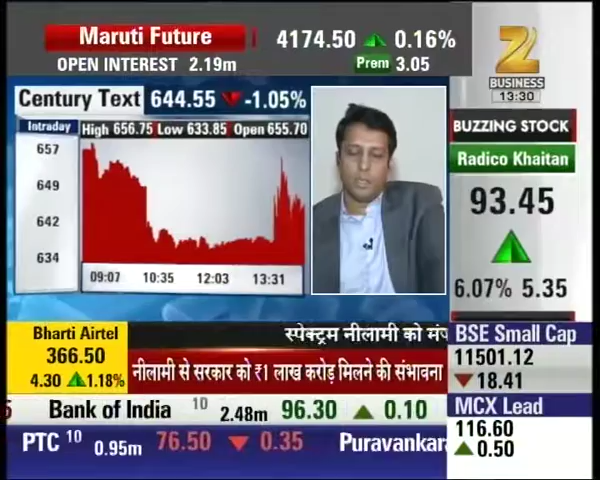 Maruti Future
4174.50 0.16%
OPEN INTEREST 2.19m
Prem 3.05
Z
BUSINESS
13:30
Century Text 644.55 -1.05%
Intraday High 656.75 Low 633.85 Open 655.70
657
649
642
634
09:07 10:35 12:03 13:31
BUZZING STOCK
Radico Khaitan
93.45
6.07% 5.35
Bharti Airtel
366.50
4.30 1.18%
स्पेक्ट्रम नीलामी को मंप
नीलामी से सरकार को ₹1 लाख करोड़ मिलने की संभावना
BSE Small Cap
11501.12
18.41
Bank of India 10 2.48m 96.30 0.10
MCX Lead
116.60
0.50
PTC 10 0.95m 76.50 0.35 Puravankar